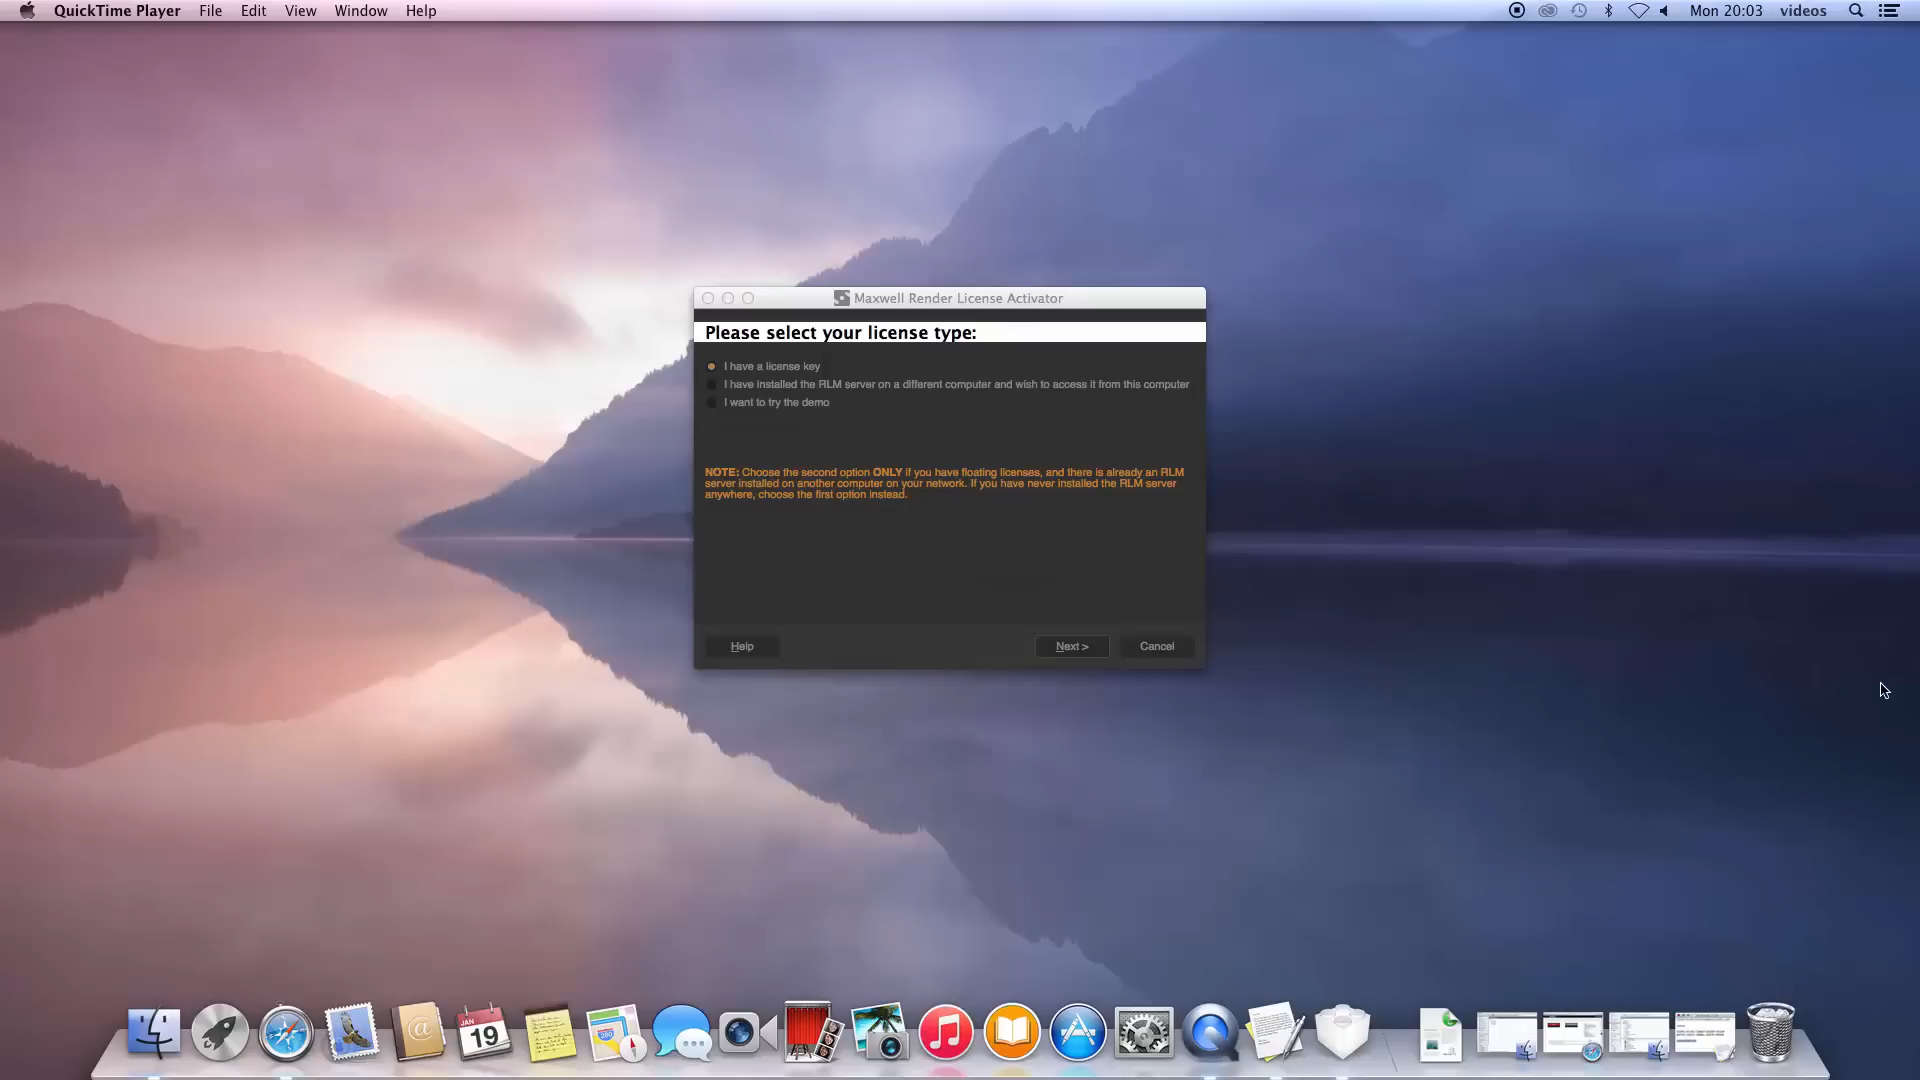 QuickTime Player File Edit View Window Help Mon 20:03 videos
Maxwell Render License Activator
Please select your license type:
I have a license key
I have installed the RLM server on a different computer and wish to access it from this computer
I want to try the demo
NOTE: Choose the second option ONLY if you have floating licenses, and there is already an RLM
server installed on another computer on your network. If you have never installed the RLM server
anywhere, choose the first option instead.
Help Next > Cancel
JAN
19
280